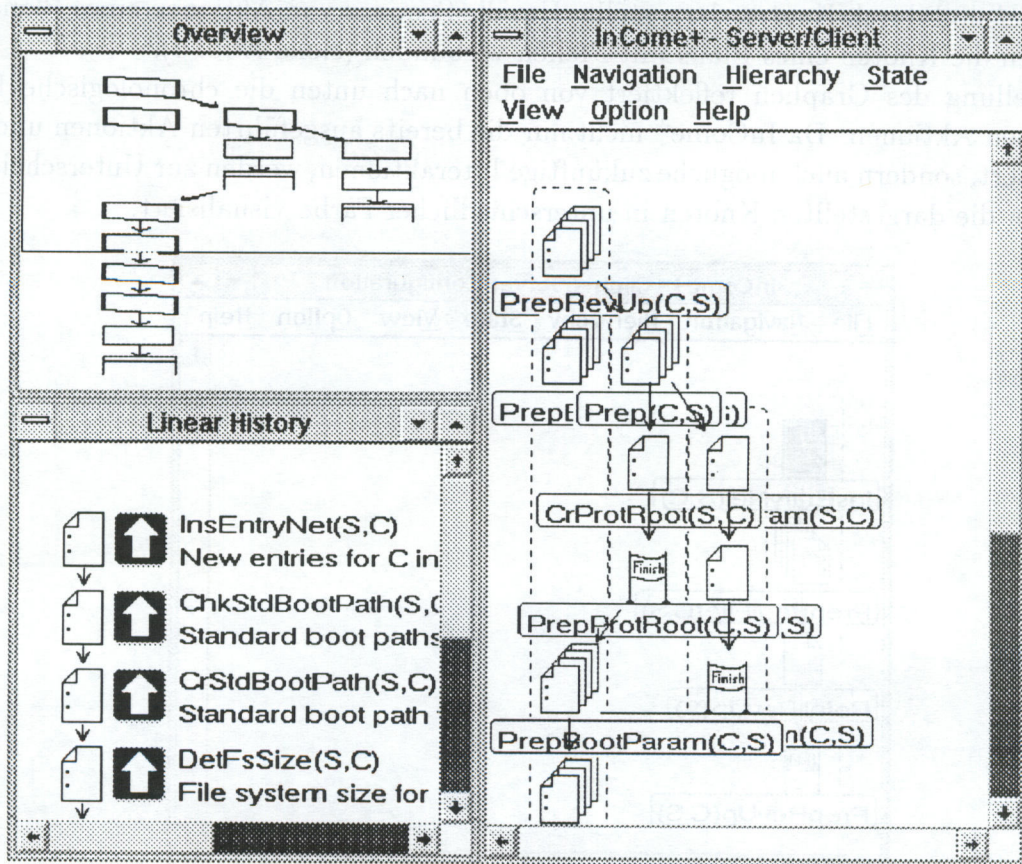 Overview
InCome+ - Server/Client
File Navigation Hierarchy State
View Option Help
PrepRevUp(C,S)
Prep(C,S)
CrProtRoot(S,C) am(S,C)
Finish
PrepProtRoot(C,S) 'S)
Finish
PrepBootParam(C,S) n(C,S)
Linear History
InsEntryNet(S,C)
New entries for C in
ChkStdBootPath(S,C
Standard boot paths
CrStdBootPath(S,C)
Standard boot path
DetFsSize(S,C)
File system size for